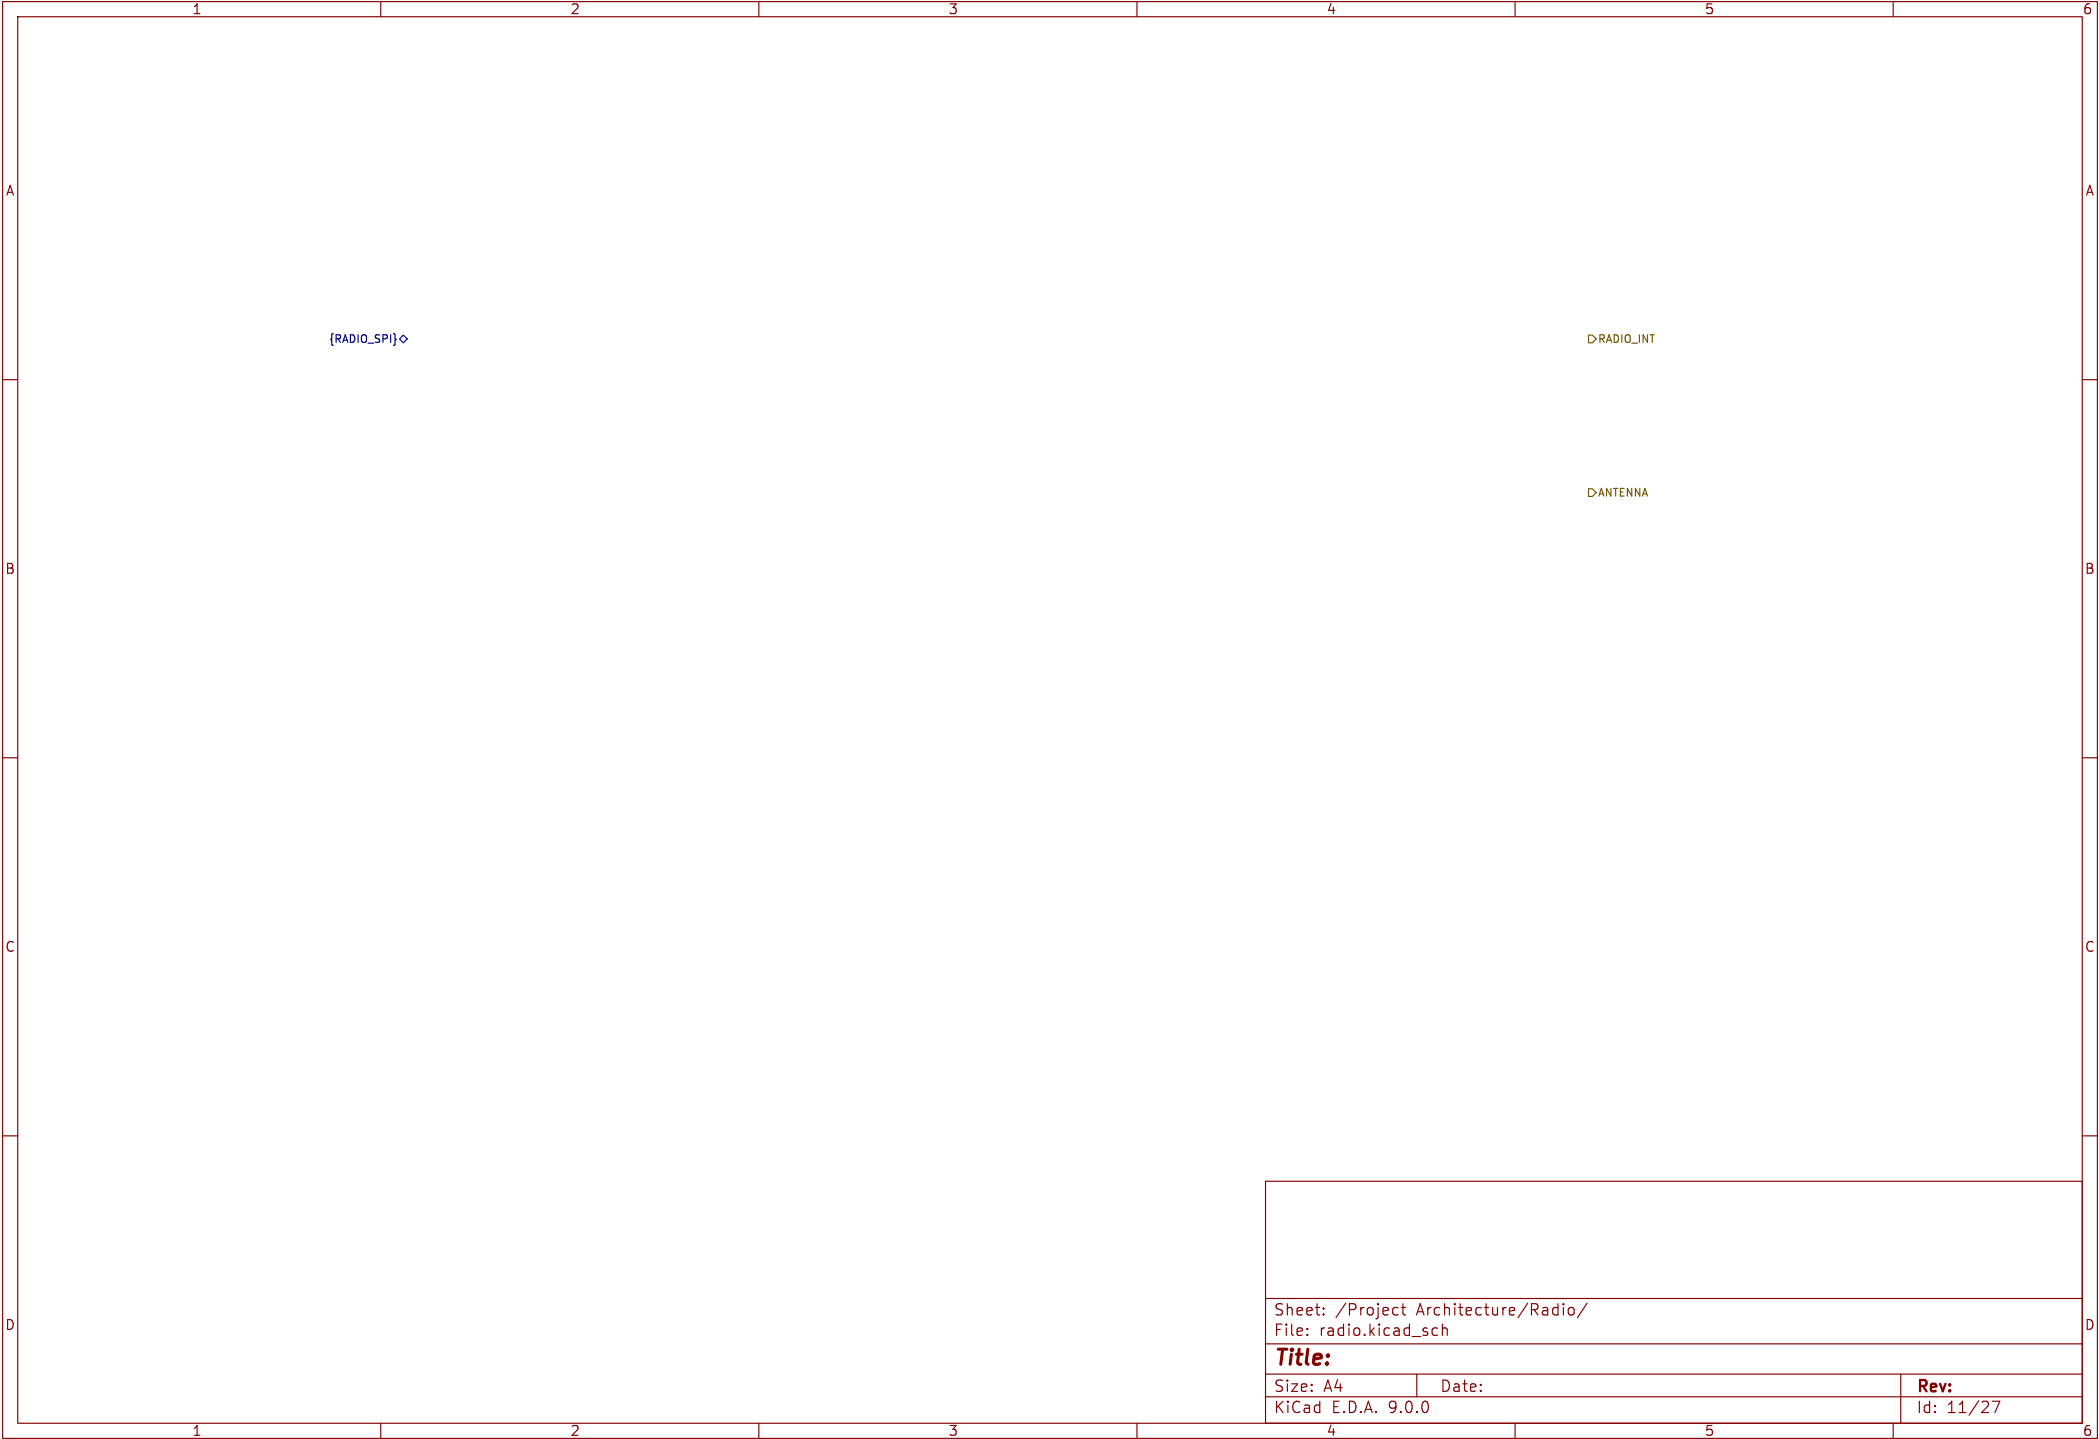 1 2 3 4 5 6
A A
{RADIO_SPI} RADIO_INT
ANTENNA
B B
C C
Sheet: /Project Architecture/Radio/
File: radio.kicad_sch
D D
Title:
Size: A4 Date: Rev:
KiCad E.D.A. 9.0.0 Id: 11/27
1 2 3 4 5 6